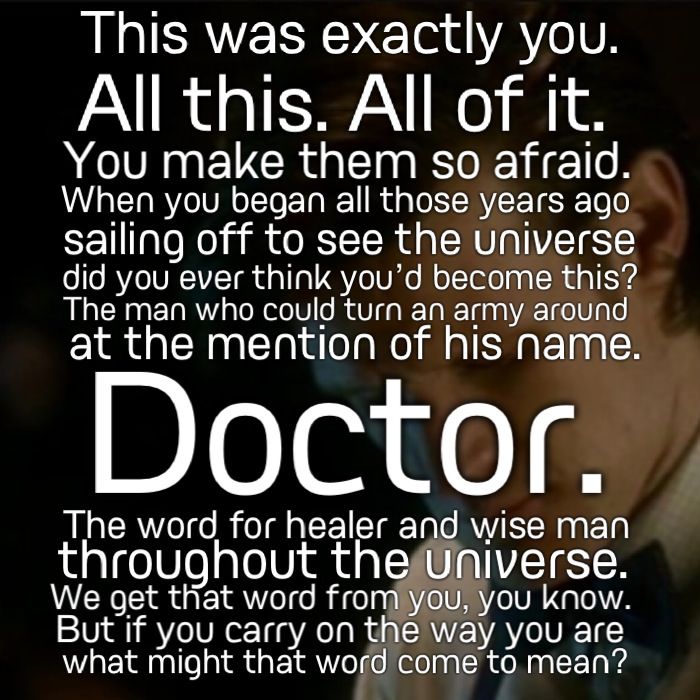 This was exactly you.
All this. All of it.
You make them so afraid.
When you began all those years ago
sailing off to see the universe
did you ever think you'd become this?
The man who could turn an army around
at the mention of his name.
Doctor.
The word for healer and wise man
throughout the universe.
We get that word from you, you know.
But if you carry on the way you are
what might that word come to mean?